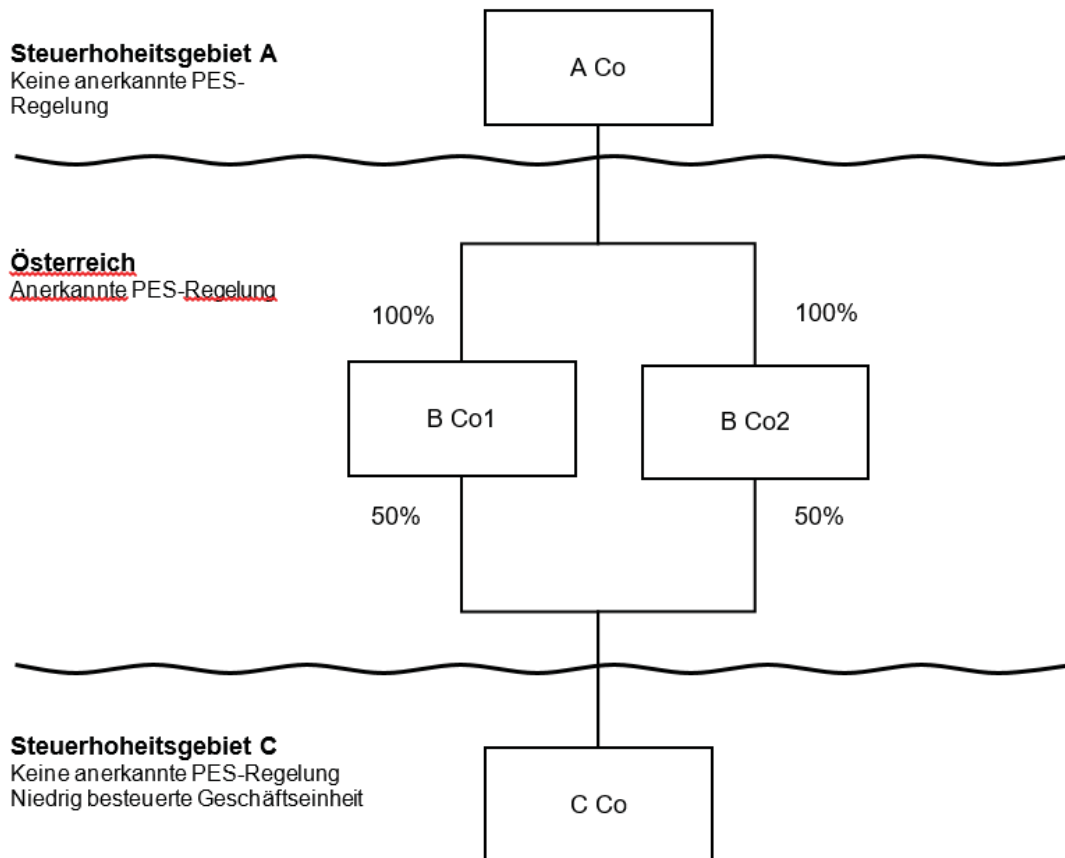 Steuerhoheitsgebiet A
Keine anerkannte PES-
Regelung
A Co
Österreich
Anerkannte PES-Regelung
100%
100%
B Co1
B Co2
50%
50%
Steuerhoheitsgebiet C
Keine anerkannte PES-Regelung
Niedrig besteuerte Geschäftseinheit
C Co